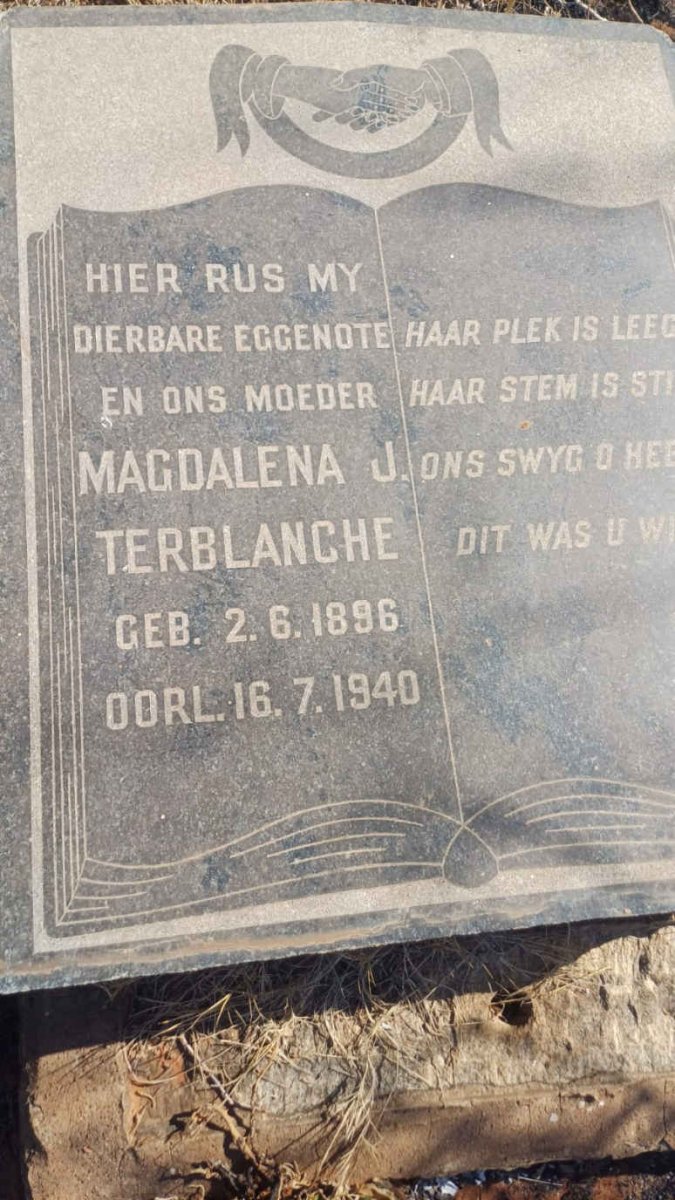 HIER RUS MY
DIERBARE EGGENOTE
EN ONS MOEDER
MAGDALENA J.
TERBLANCHE
GEB. 2.6.1896
OORL. 16.7.1940
HAAR PLEK IS LEEG
HAAR STEM IS
ONS SWYG O
DIT WAS U